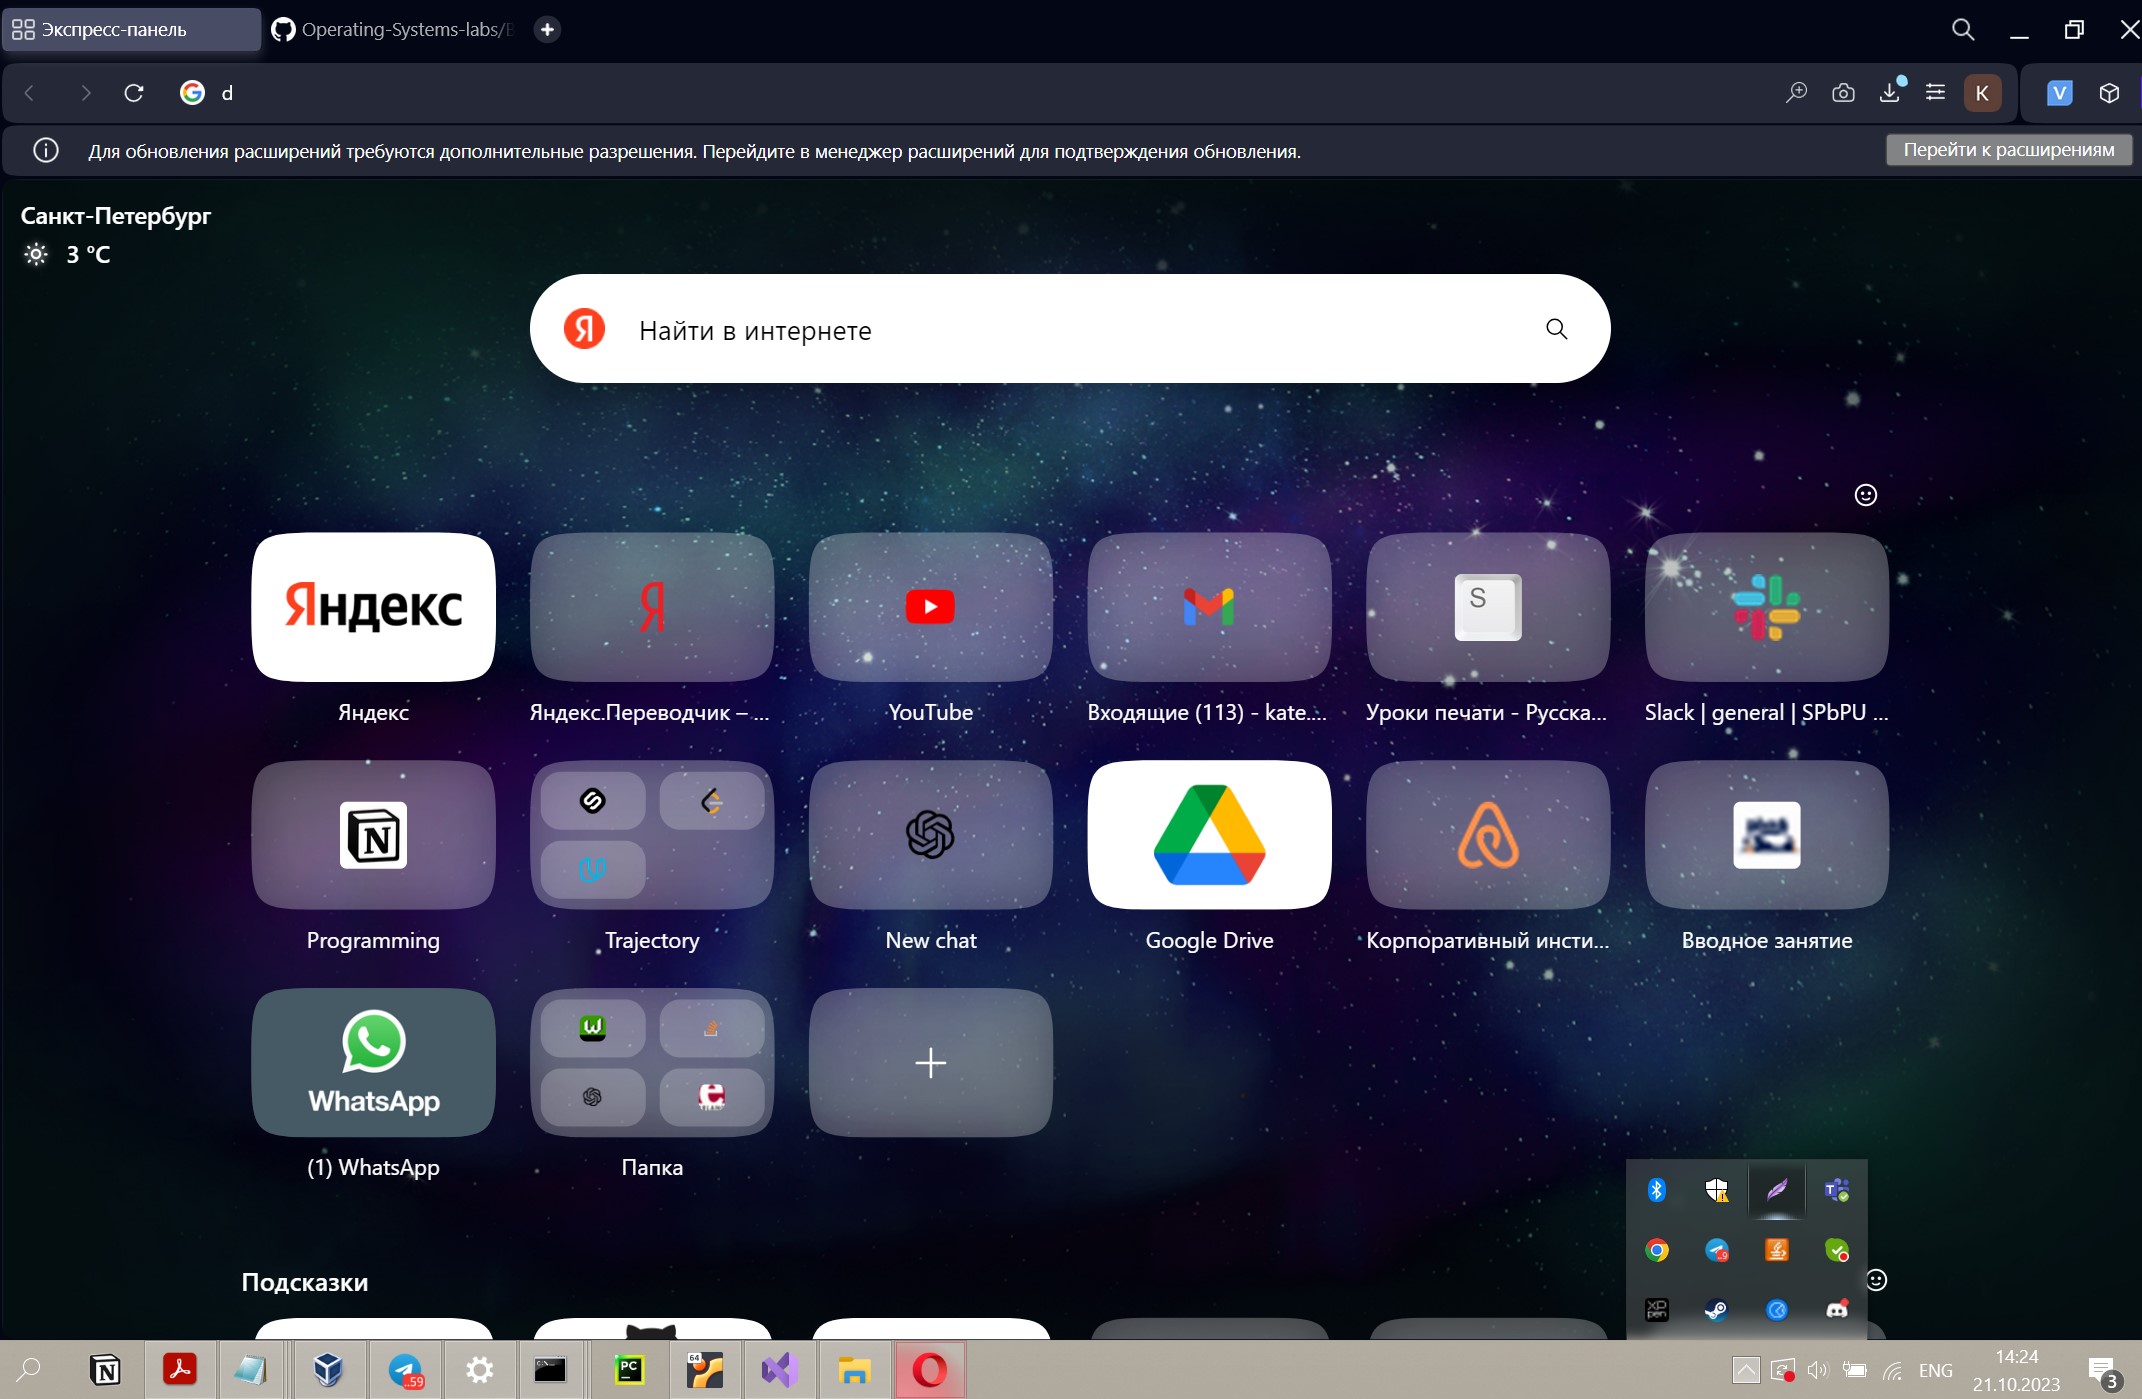 Экспресс-панель
Operating-Systems-labs/
d
K
V
Для обновления расширений требуются дополнительные разрешения. Перейдите в менеджер расширений для подтверждения обновления.
Перейти к расширениям
Санкт-Петербург
3 °C
Я
Найти в интернете
Яндекс
Я
S
Яндекс
Яндекс.Переводчик – ...
YouTube
Входящие (113) - kate....
Уроки печати - Русска...
Slack | general | SPbPU ...
N
Programming
Trajectory
New chat
Google Drive
Корпоративный инсти...
Вводное занятие
WhatsApp
(1) WhatsApp
Папка
Подсказки
XP
pen
N
..59
PC
64
ENG
14:24
21.10.2023
3